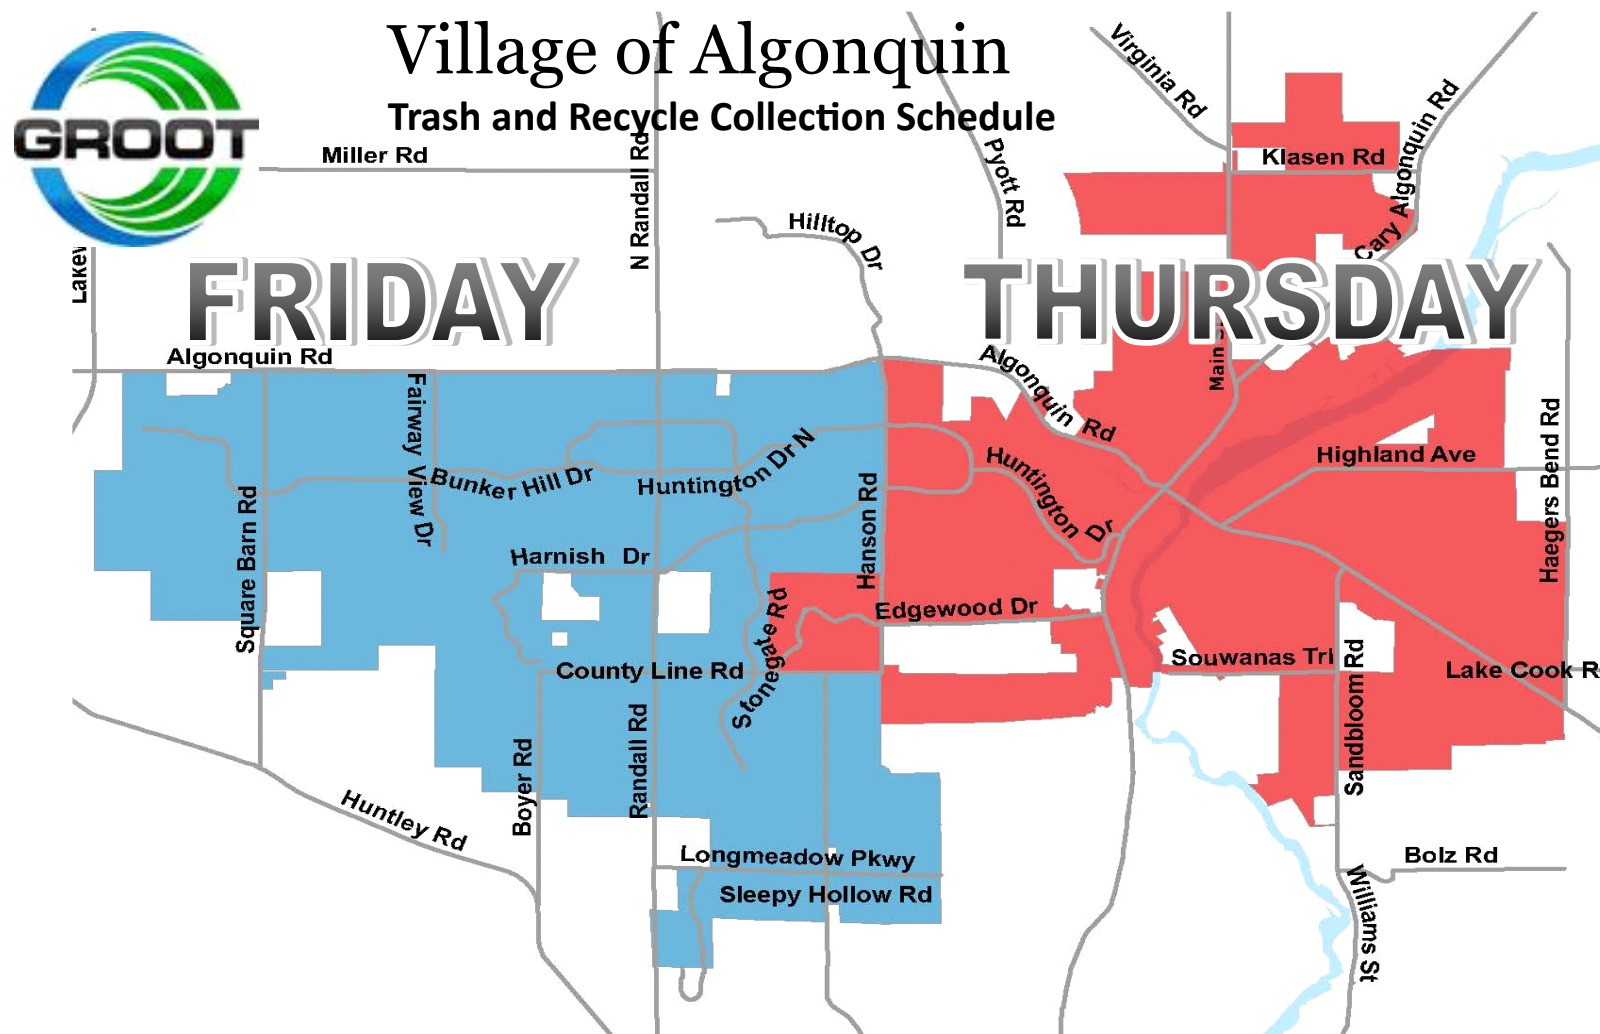 Village of Algonquin
Trash and Recycle Collection Schedule
GROOT
Miller Rd
N Randall Rd
Pyott Rd
Virginia Rd
Klasen Rd
Cary Algonquin Rd
Hilltop Dr
FRIDAY
THURSDAY
Algonquin Rd
Algonquin Rd
Main
Fairway View Dr
Bunker Hill Dr
Huntington Dr N
Huntington Dr
Highland Ave
Haegers Bend Rd
Square Barn Rd
Hanson Rd
Harnish Dr
Stonegate Rd
Edgewood Dr
County Line Rd
Souwanas Trl
Sandbloom Rd
Lake Cook R
Boyer Rd
Randall Rd
Huntley Rd
Longmeadow Pkwy
Sleepy Hollow Rd
Bolz Rd
Williams St